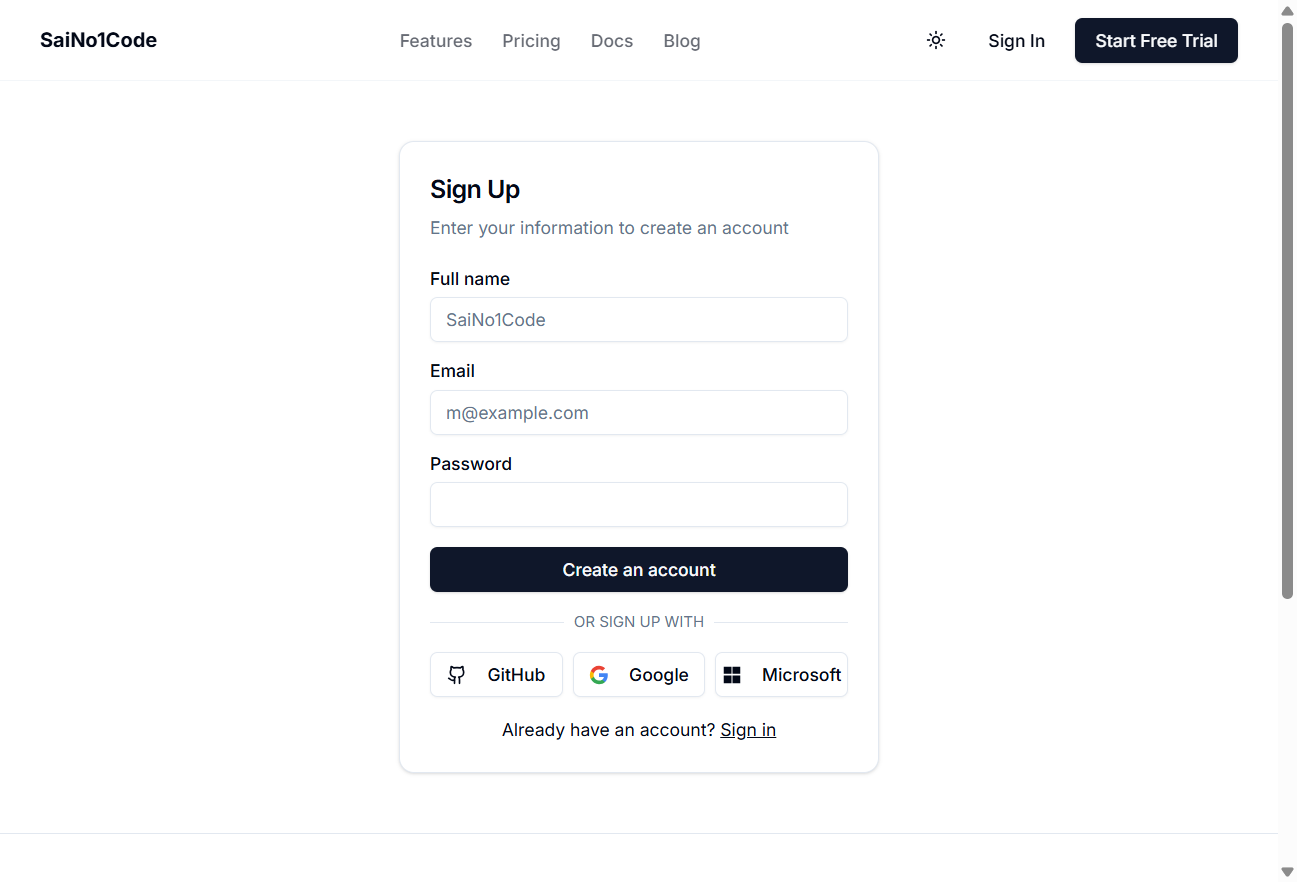 SaiNo1Code
Features Pricing Docs Blog
Sign In
Start Free Trial
Sign Up
Enter your information to create an account
Full name
SaiNo1Code
Email
m@example.com
Password
Create an account
OR SIGN UP WITH
GitHub Google Microsoft
Already have an account? Sign in